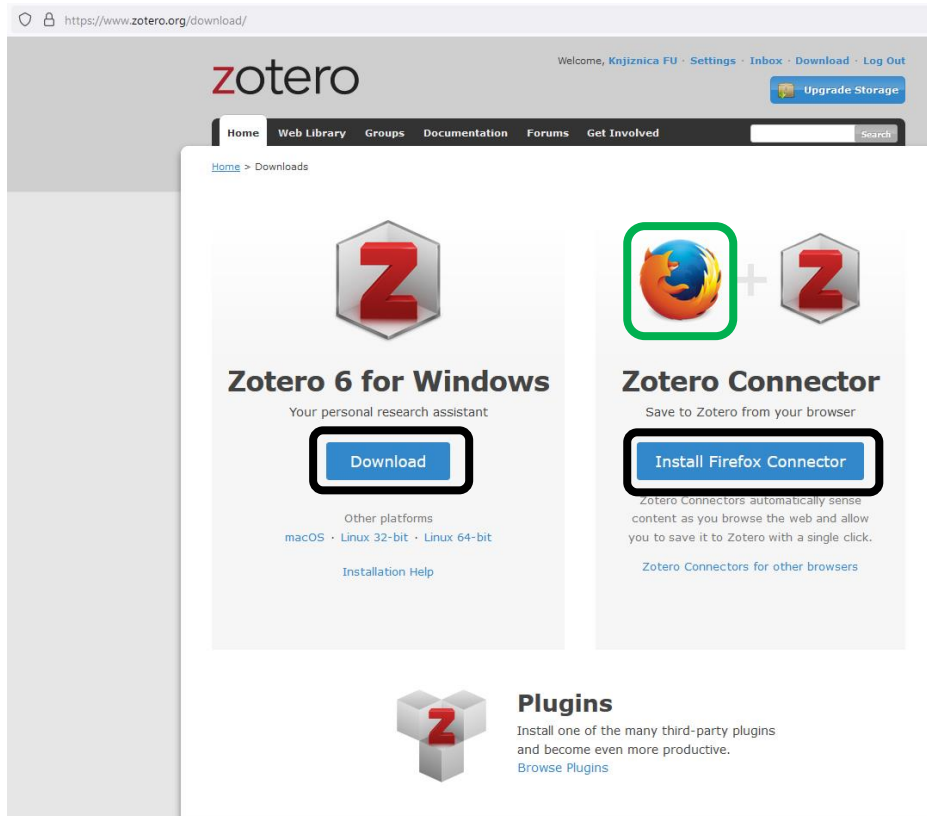 https://www.zotero.org/download/
zotero
Welcome, Knjiznica FU · Settings · Inbox · Download · Log Out
Upgrade Storage
Home Web Library Groups Documentation Forums Get Involved Search
Home > Downloads
Z
Z
Zotero 6 for Windows
Your personal research assistant
Download
Other platforms
macOS · Linux 32-bit · Linux 64-bit
Installation Help
+
Zotero Connector
Save to Zotero from your browser
Install Firefox Connector
Zotero Connectors automatically sense
content as you browse the web and allow
you to save it to Zotero with a single click.
Zotero Connectors for other browsers
Z
Plugins
Install one of the many third-party plugins
and become even more productive.
Browse Plugins